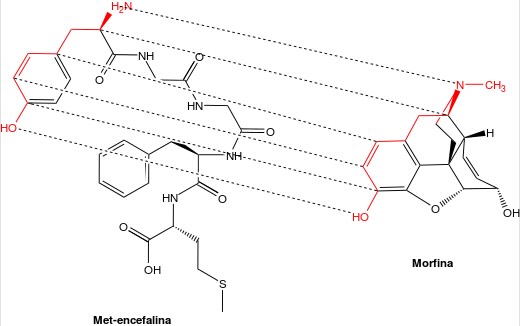 H₂N
NH
O
O
HN
N
CH₃
H
HO
O
NH
HO
O
OH
HN
O
O
OH
S
Morfina
Met-encefalina